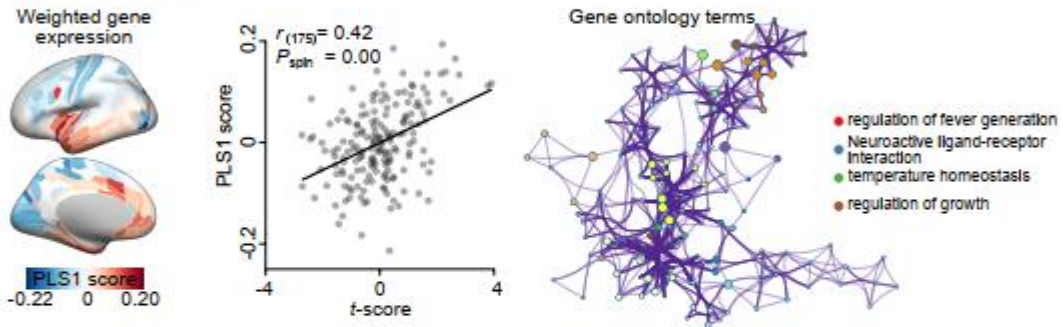 Weighted gene
expression
PLS1 score
-0.22 0 0.20
r(175)= 0.42
Pspin = 0.00
PLS1 score
0.2
0
-0.2
-4 0 4
t-score
Gene ontology terms
regulation of fever generation
Neuroactive ligand-receptor
Interaction
temperature homeostasis
regulation of growth